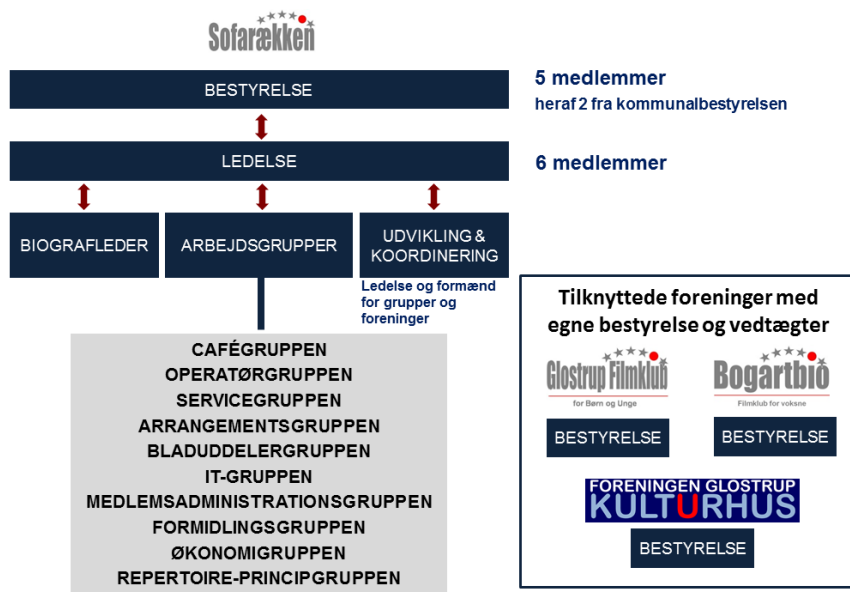 Sofarækken
BESTYRELSE
5 medlemmer
heraf 2 fra kommunalbestyrelsen
LEDELSE
6 medlemmer
BIOGRAFLEDER
ARBEJDSGRUPPER
UDVIKLING &
KOORDINERING
Ledelse og formænd
for grupper og
foreninger
CAFÉGRUPPEN
OPERATØRGRUPPEN
SERVICEGRUPPEN
ARRANGEMENTSGRUPPEN
BLADUDDELERGRUPPEN
IT-GRUPPEN
MEDLEMSADMINISTRATIONSGRUPPEN
FORMIDLINGSGRUPPEN
ØKONOMIGRUPPEN
REPERTOIRE-PRINCIPGRUPPEN
Tilknyttede foreninger med
egne bestyrelse og vedtægter
Glostrup Filmklub
for Børn og Unge
BESTYRELSE
Bogartbio
Filmklub for voksne
BESTYRELSE
FORENINGEN GLOSTRUP
KULTURHUS
BESTYRELSE